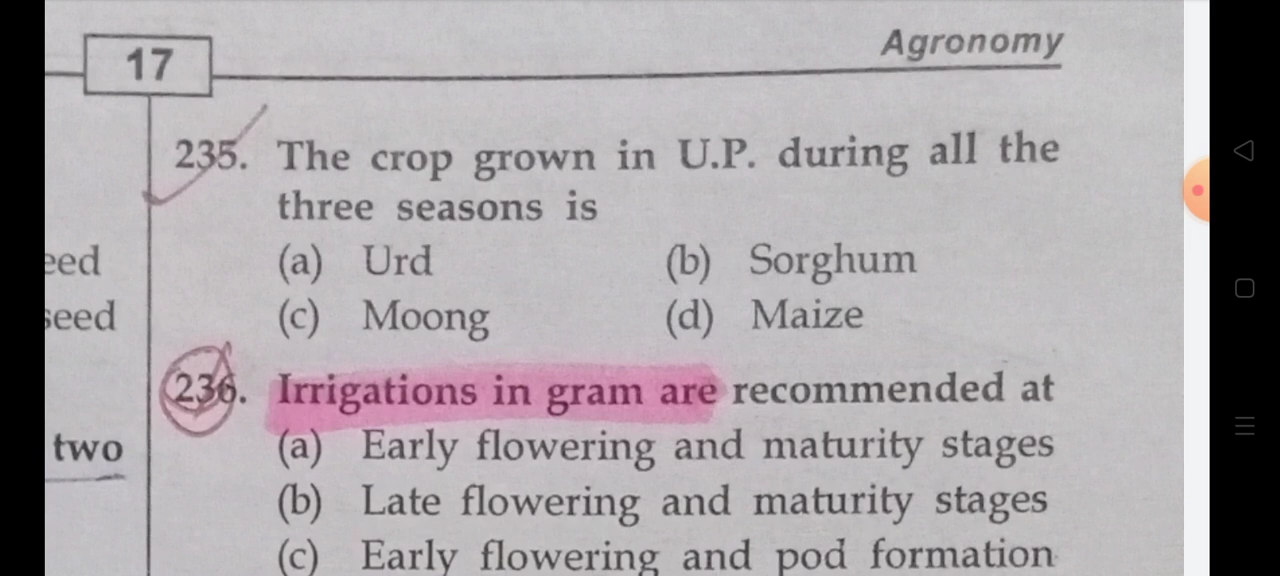 17
Agronomy
235. The crop grown in U.P. during all the
three seasons is
(a) Urd (b) Sorghum
(c) Moong (d) Maize
236. Irrigations in gram are recommended at
(a) Early flowering and maturity stages
(b) Late flowering and maturity stages
(c) Early flowering and pod formation
eed
seed
two